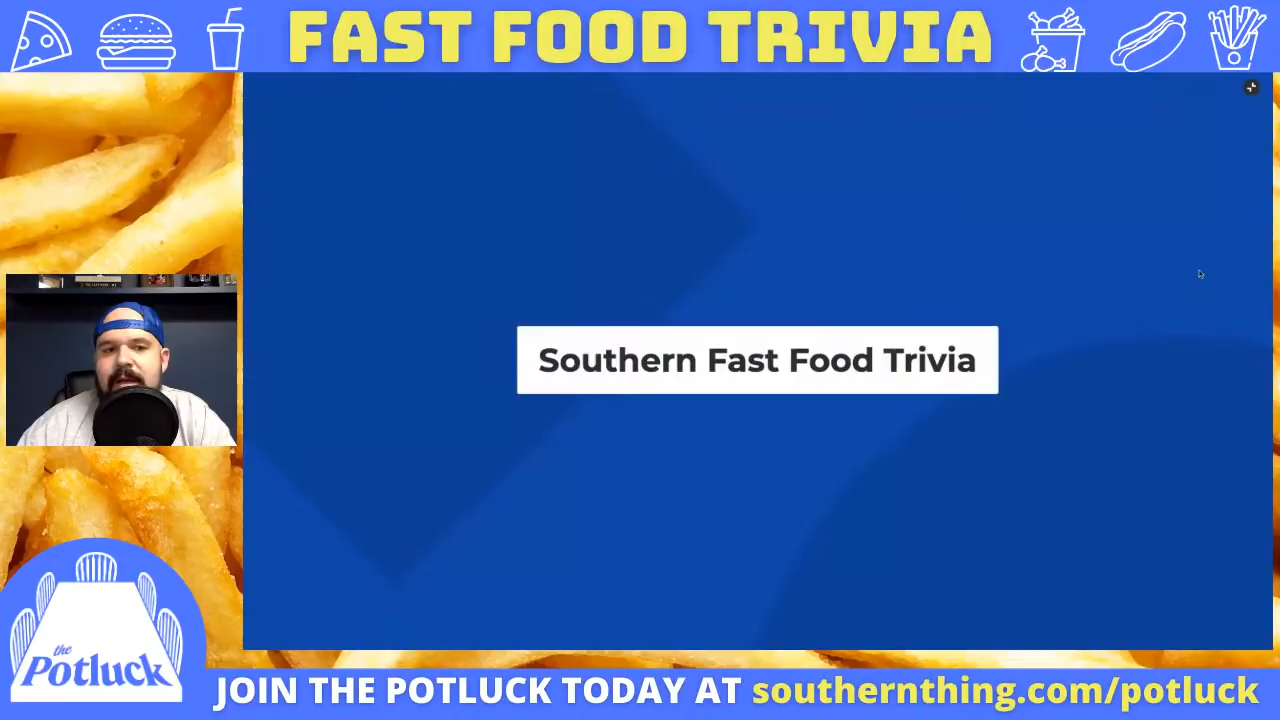 FAST FOOD TRIVIA
Southern Fast Food Trivia
the
Potluck
JOIN THE POTLUCK TODAY AT southernthing.com/potluck